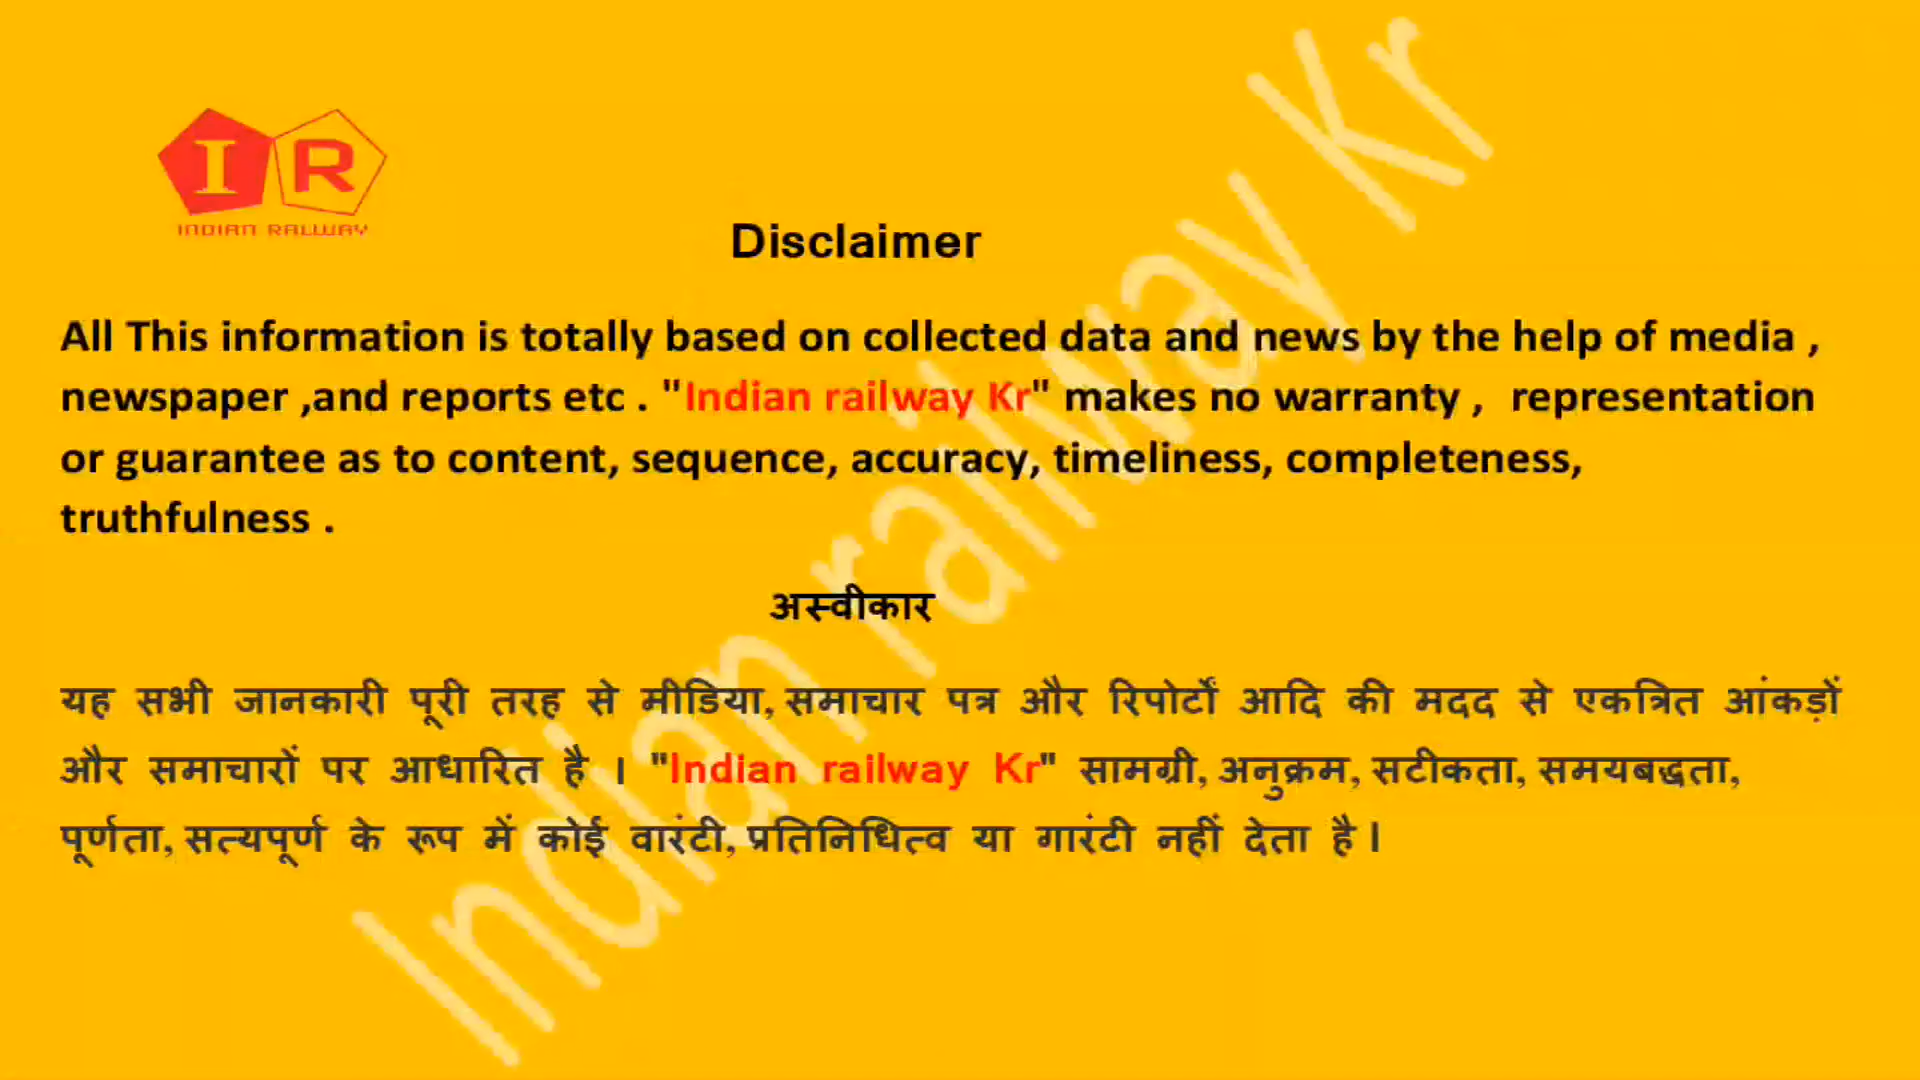 I R
INDIAN RAILWAY
Disclaimer
All This information is totally based on collected data and news by the help of media ,
newspaper ,and reports etc . "Indian railway Kr" makes no warranty , representation
or guarantee as to content, sequence, accuracy, timeliness, completeness,
truthfulness .
अस्वीकार
यह सभी जानकारी पूरी तरह से मीडिया, समाचार पत्र और रिपोर्टों आदि की मदद से एकत्रित आंकड़ों
और समाचारों पर आधारित है । "Indian railway Kr" सामग्री, अनुक्रम, सटीकता, समयबद्धता,
पूर्णता, सत्यपूर्ण के रूप में कोई वारंटी, प्रतिनिधित्व या गारंटी नहीं देता है।
Indian railway Kr